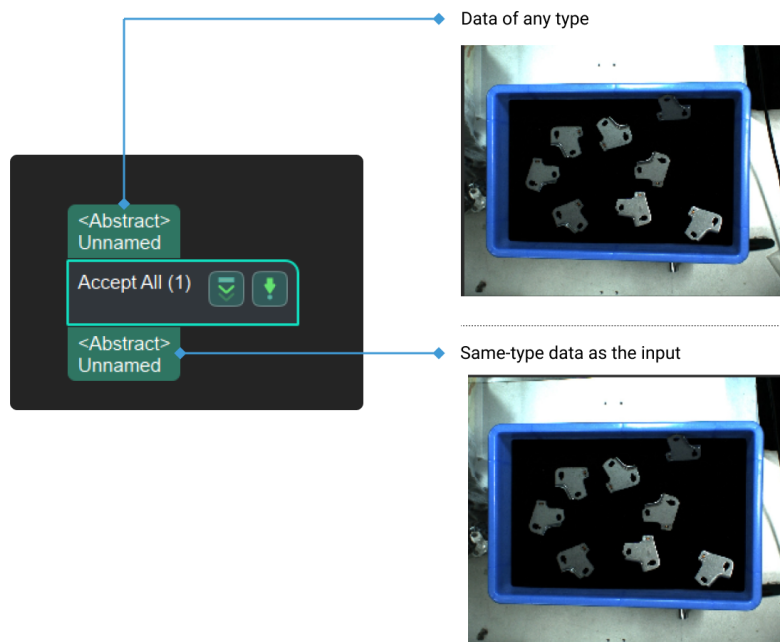 Data of any type
<Abstract>
Unnamed
Accept All (1)
<Abstract>
Unnamed
Same-type data as the input